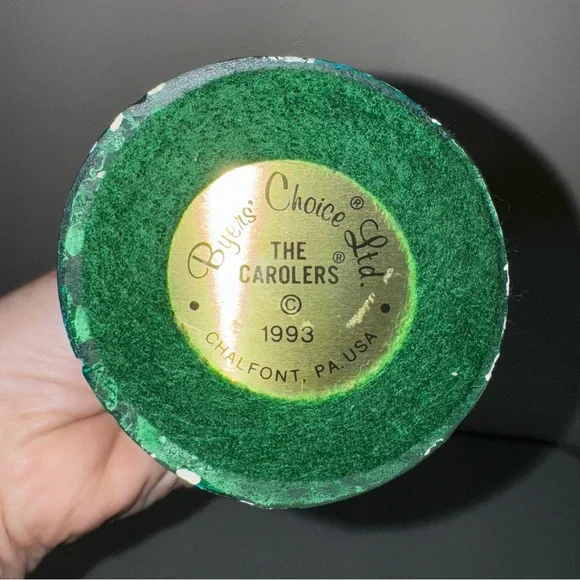 Byers' Choice® Ltd.
THE
CAROLERS®
©
• 1993 •
CHALFONT, PA. USA